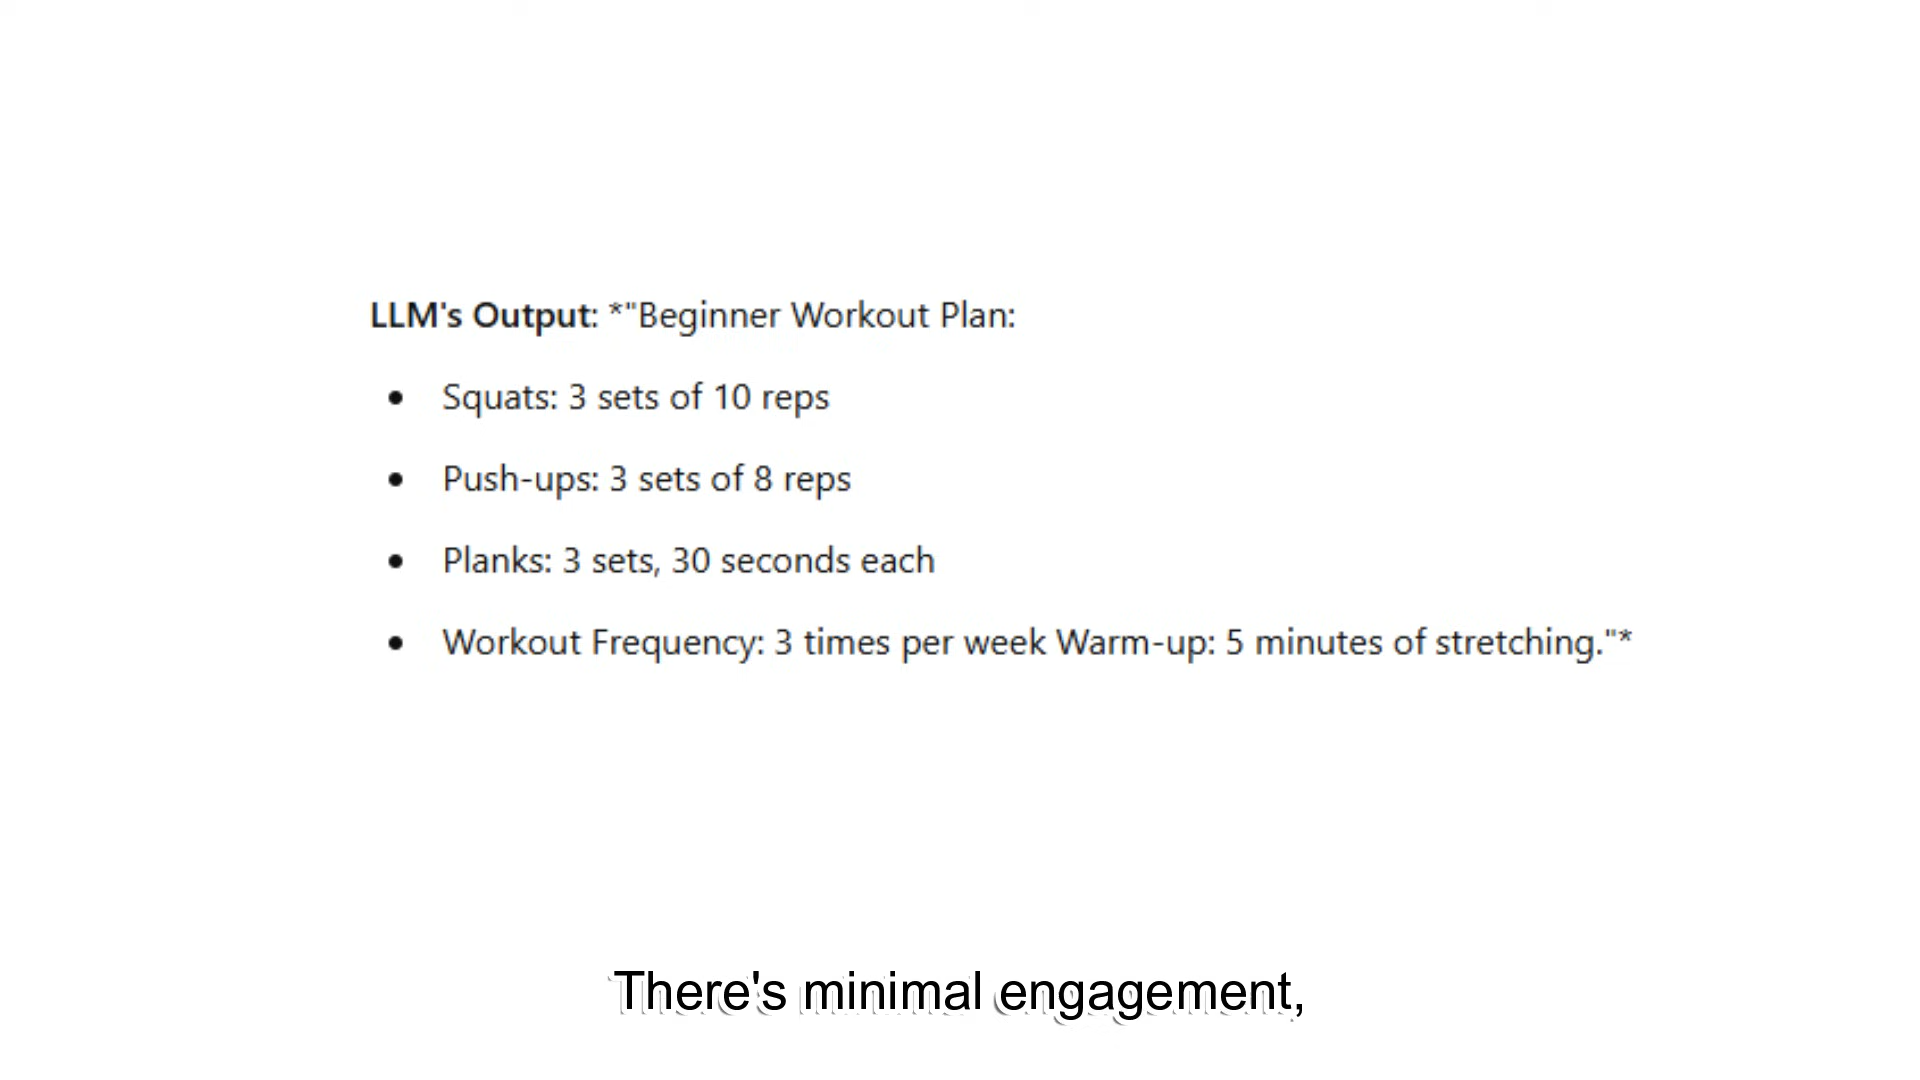 LLM's Output: *"Beginner Workout Plan:
• Squats: 3 sets of 10 reps
• Push-ups: 3 sets of 8 reps
• Planks: 3 sets, 30 seconds each
• Workout Frequency: 3 times per week Warm-up: 5 minutes of stretching."*
There's minimal engagement,